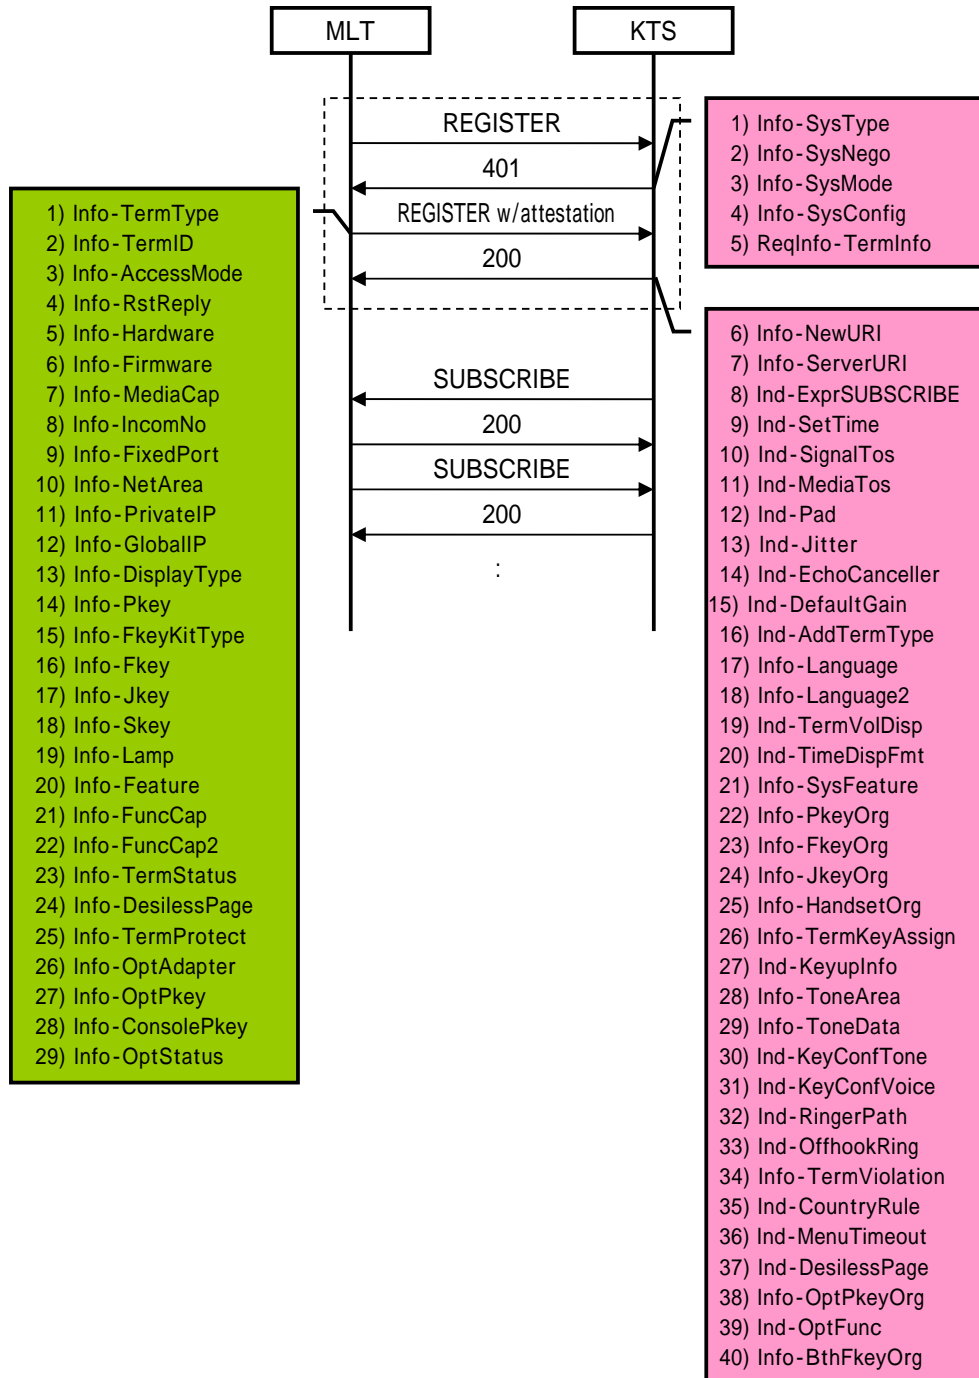 MLT
KTS
REGISTER
401
REGISTER w/attestation
200
SUBSCRIBE
200
SUBSCRIBE
200
:
1) Info-TermType
2) Info-TermID
3) Info-AccessMode
4) Info-RstReply
5) Info-Hardware
6) Info-Firmware
7) Info-MediaCap
8) Info-IncomNo
9) Info-FixedPort
10) Info-NetArea
11) Info-PrivateIP
12) Info-GlobalIP
13) Info-DisplayType
14) Info-Pkey
15) Info-FkeyKitType
16) Info-Fkey
17) Info-Jkey
18) Info-Skey
19) Info-Lamp
20) Info-Feature
21) Info-FuncCap
22) Info-FuncCap2
23) Info-TermStatus
24) Info-DesilessPage
25) Info-TermProtect
26) Info-OptAdapter
27) Info-OptPkey
28) Info-ConsolePkey
29) Info-OptStatus
1) Info-SysType
2) Info-SysNego
3) Info-SysMode
4) Info-SysConfig
5) ReqInfo-TermInfo
6) Info-NewURI
7) Info-ServerURI
8) Ind-ExprSUBSCRIBE
9) Ind-SetTime
10) Ind-SignalTos
11) Ind-MediaTos
12) Ind-Pad
13) Ind-Jitter
14) Ind-EchoCanceller
15) Ind-DefaultGain
16) Ind-AddTermType
17) Info-Language
18) Info-Language2
19) Ind-TermVolDisp
20) Ind-TimeDispFmt
21) Info-SysFeature
22) Info-PkeyOrg
23) Info-FkeyOrg
24) Info-JkeyOrg
25) Info-HandsetOrg
26) Info-TermKeyAssign
27) Ind-KeyupInfo
28) Info-ToneArea
29) Info-ToneData
30) Ind-KeyConfTone
31) Ind-KeyConfVoice
32) Ind-RingerPath
33) Ind-OffhookRing
34) Info-TermViolation
35) Ind-CountryRule
36) Ind-MenuTimeout
37) Ind-DesilessPage
38) Info-OptPkeyOrg
39) Ind-OptFunc
40) Info-BthFkeyOrg